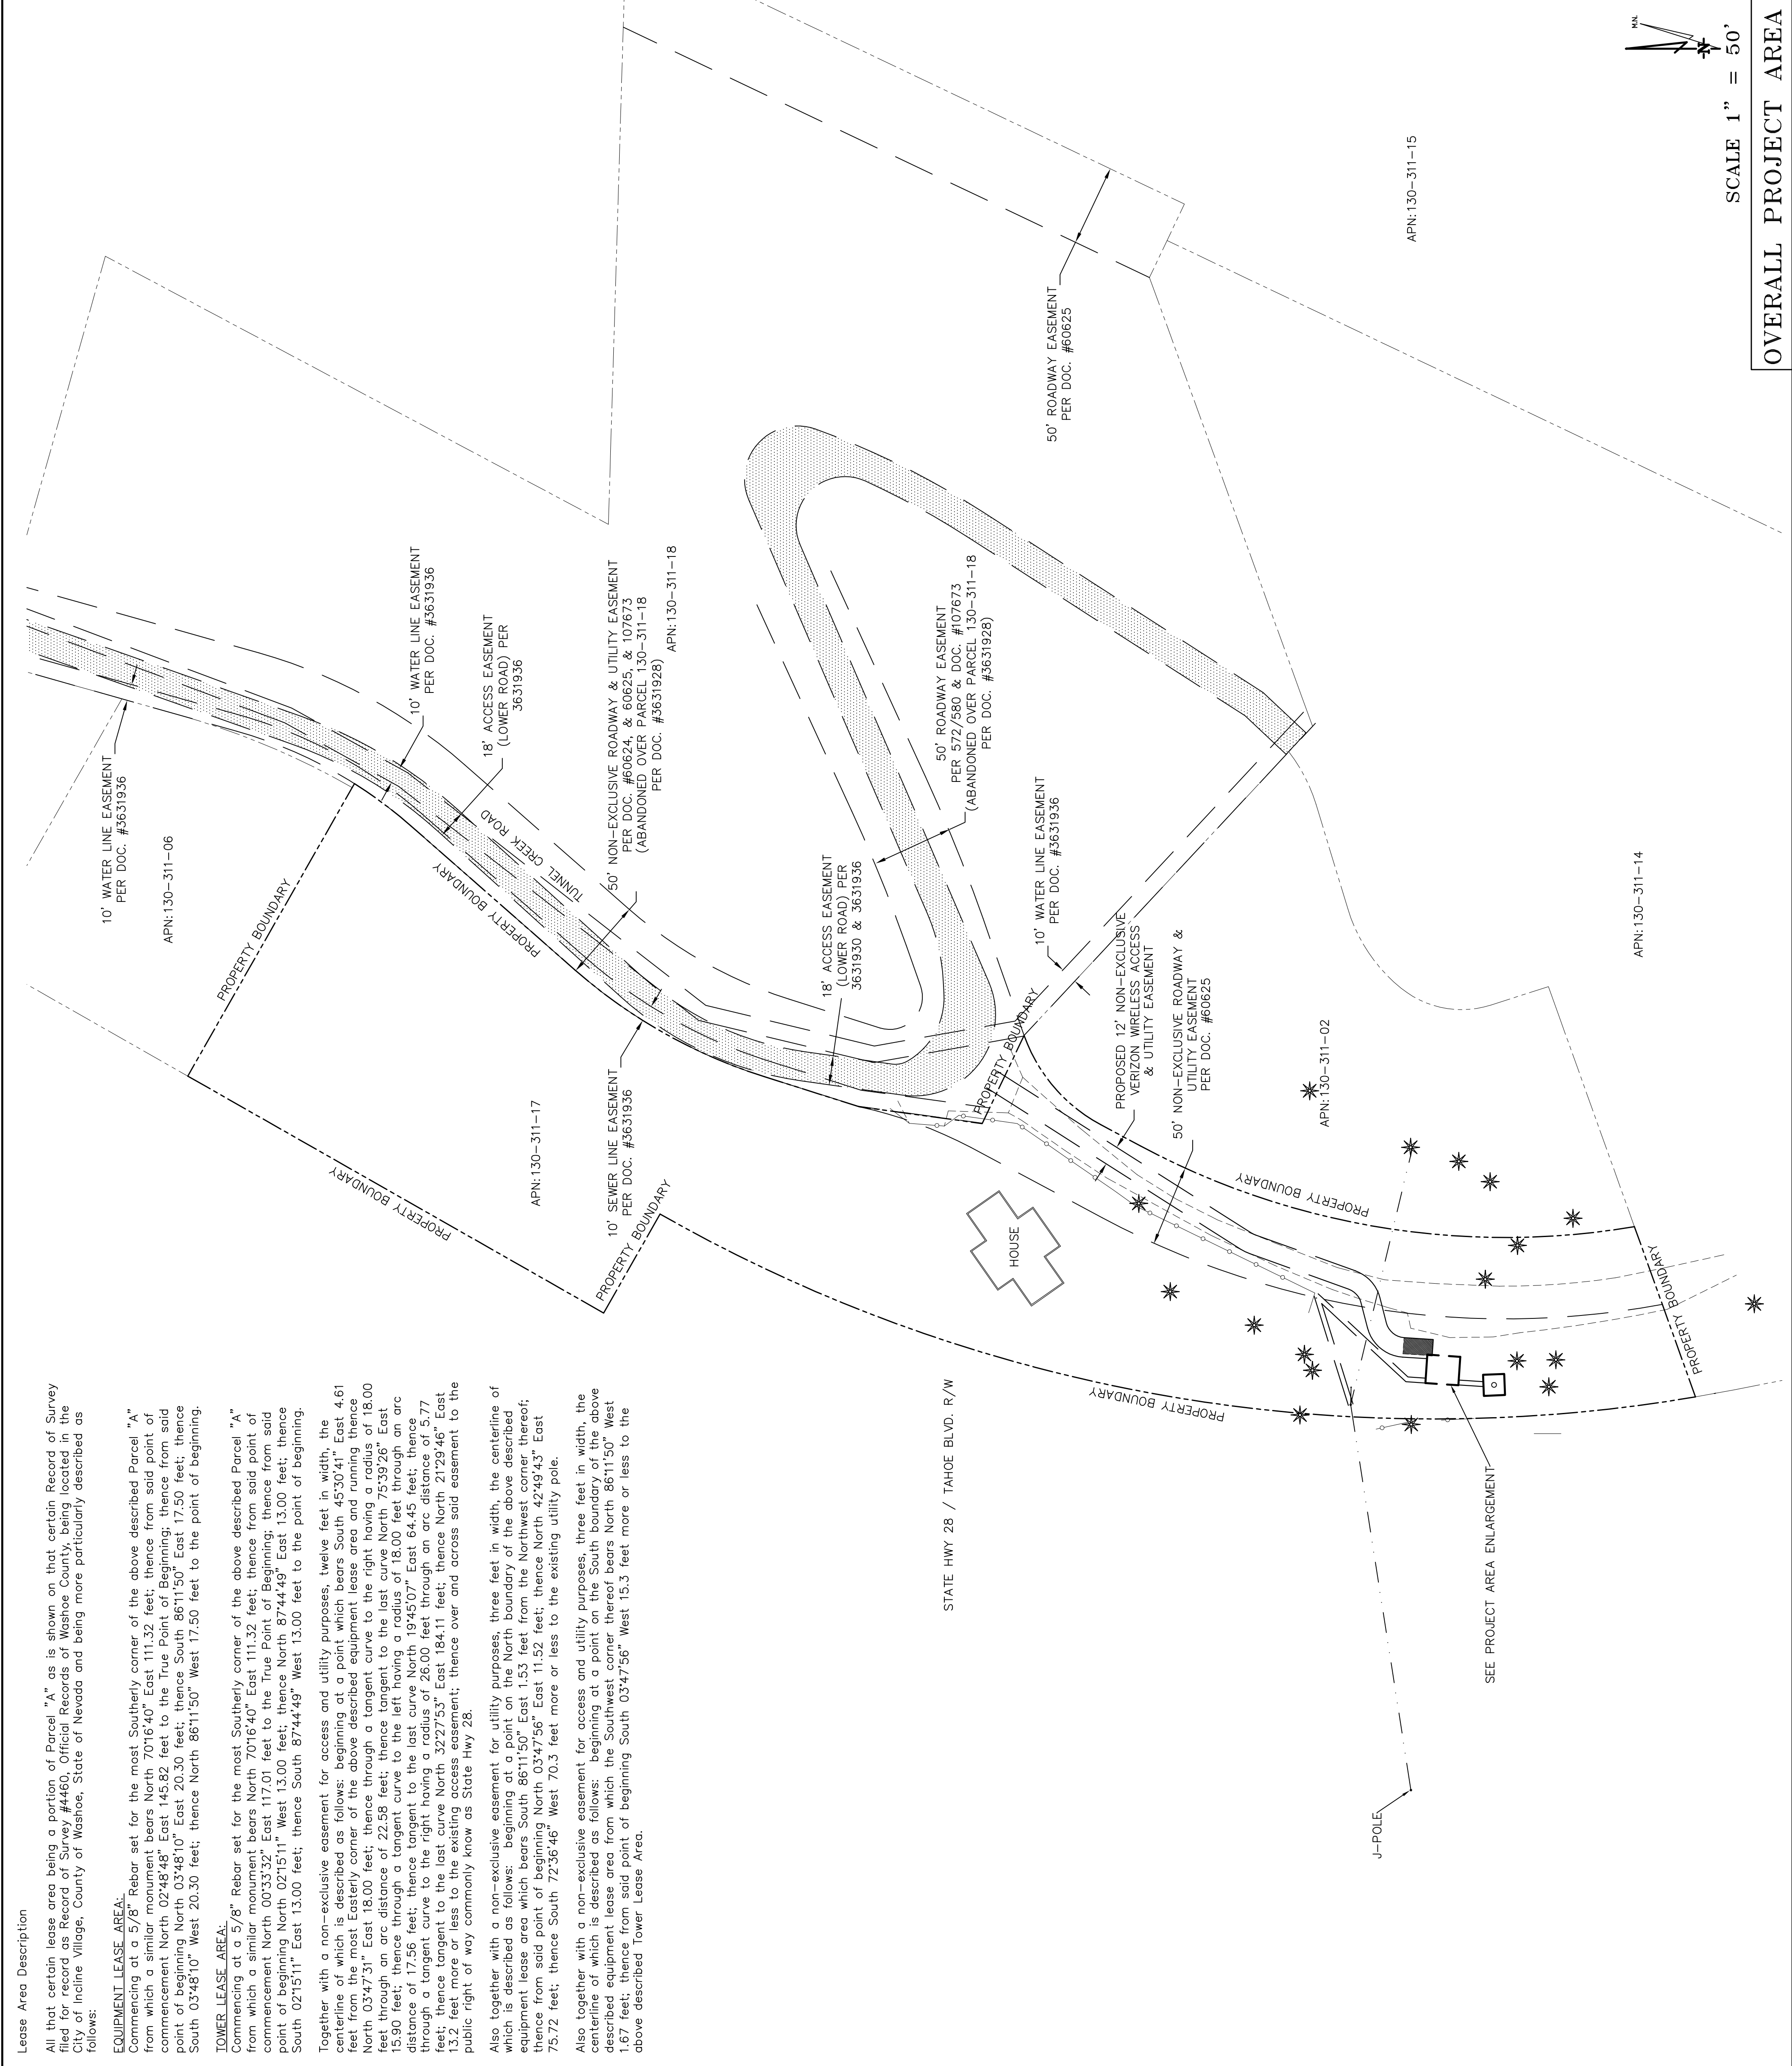 Lease Area Description
All that certain lease area being a portion of Parcel "A" as is shown on that certain Record of Survey
filed for record as Record of Survey #4460, Official Records of Washoe County, being located in the
City of Incline Village, County of Washoe, State of Nevada and being more particularly described as
follows:
EQUIPMENT LEASE AREA:
Commencing at a 5/8" Rebar set for the most Southerly corner of the above described Parcel "A"
from which a similar monument bears North 70°16'40" East 111.32 feet; thence from said point of
commencement North 02°48'48" East 145.82 feet to the True Point of Beginning; thence from said
point of beginning North 03°48'10" East 20.30 feet; thence South 86°11'50" East 17.50 feet; thence
South 03°48'10" West 20.30 feet; thence North 86°11'50" West 17.50 feet to the point of beginning.
TOWER LEASE AREA:
Commencing at a 5/8" Rebar set for the most Southerly corner of the above described Parcel "A"
from which a similar monument bears North 70°16'40" East 111.32 feet; thence from said point of
commencement North 00°33'32" East 117.01 feet to the True Point of Beginning; thence from said
point of beginning North 02°15'11" West 13.00 feet; thence North 87°44'49" East 13.00 feet; thence
South 02°15'11" East 13.00 feet; thence South 87°44'49" West 13.00 feet to the point of beginning.
Together with a non-exclusive easement for access and utility purposes, twelve feet in width, the
centerline of which is described as follows: beginning at a point which bears South 45°30'41" East 4.61
feet from the most Easterly corner of the above described equipment lease area and running thence
North 03°47'31" East 18.00 feet; thence through a tangent curve to the right having a radius of 18.00
feet through an arc distance of 22.58 feet; thence tangent to the last curve North 75°39'26" East
15.90 feet; thence through a tangent curve to the left having a radius of 18.00 feet through an arc
distance of 17.56 feet; thence tangent to the last curve North 19°45'07" East 64.45 feet; thence
through a tangent curve to the right having a radius of 26.00 feet through an arc distance of 5.77
feet; thence tangent to the last curve North 32°27'53" East 184.11 feet; thence North 21°29'46" East
13.2 feet more or less to the existing access easement; thence over and across said easement to the
public right of way commonly know as State Hwy 28.
Also together with a non-exclusive easement for utility purposes, three feet in width, the centerline of
which is described as follows: beginning at a point on the North boundary of the above described
equipment lease area which bears South 86°11'50" East 1.53 feet from the Northwest corner thereof;
thence from said point of beginning North 03°47'56" East 11.52 feet; thence North 42°49'43" East
75.72 feet; thence South 72°36'46" West 70.3 feet more or less to the existing utility pole.
Also together with a non-exclusive easement for access and utility purposes, three feet in width, the
centerline of which is described as follows: beginning at a point on the South boundary of the above
described equipment lease area from which the Southwest corner thereof bears North 86°11'50" West
1.67 feet; thence from said point of beginning South 03°47'56" West 15.3 feet more or less to the
above described Tower Lease Area.
10' WATER LINE EASEMENT
PER DOC. #3631936
APN:130-311-06
PROPERTY BOUNDARY
PROPERTY BOUNDARY
APN:130-311-17
10' SEWER LINE EASEMENT
PER DOC. #3631936
PROPERTY BOUNDARY
PROPERTY BOUNDARY
TUNNEL CREEK ROAD
10' WATER LINE EASEMENT
PER DOC. #3631936
18' ACCESS EASEMENT
(LOWER ROAD) PER
3631936
50' NON-EXCLUSIVE ROADWAY & UTILITY EASEMENT
PER DOC. #60624, & 60625, & 107673
(ABANDONED OVER PARCEL 130-311-18
PER DOC. #3631928)
APN:130-311-18
18' ACCESS EASEMENT
(LOWER ROAD) PER
3631930 & 3631936
50' ROADWAY EASEMENT
PER 572/580 & DOC. #107673
(ABANDONED OVER PARCEL 130-311-18
PER DOC. #3631928)
10' WATER LINE EASEMENT
PER DOC. #3631936
PROPERTY BOUNDARY
PROPOSED 12' NON-EXCLUSIVE
VERIZON WIRELESS ACCESS
& UTILITY EASEMENT
50' NON-EXCLUSIVE ROADWAY &
UTILITY EASEMENT
PER DOC. #60625
HOUSE
50' ROADWAY EASEMENT
PER DOC. #60625
APN:130-311-15
APN:130-311-02
APN:130-311-14
PROPERTY BOUNDARY
PROPERTY BOUNDARY
PROPERTY BOUNDARY
STATE HWY 28 / TAHOE BLVD. R/W
SEE PROJECT AREA ENLARGEMENT
J-POLE
M.N.
N
SCALE 1" = 50'
OVERALL PROJECT AREA